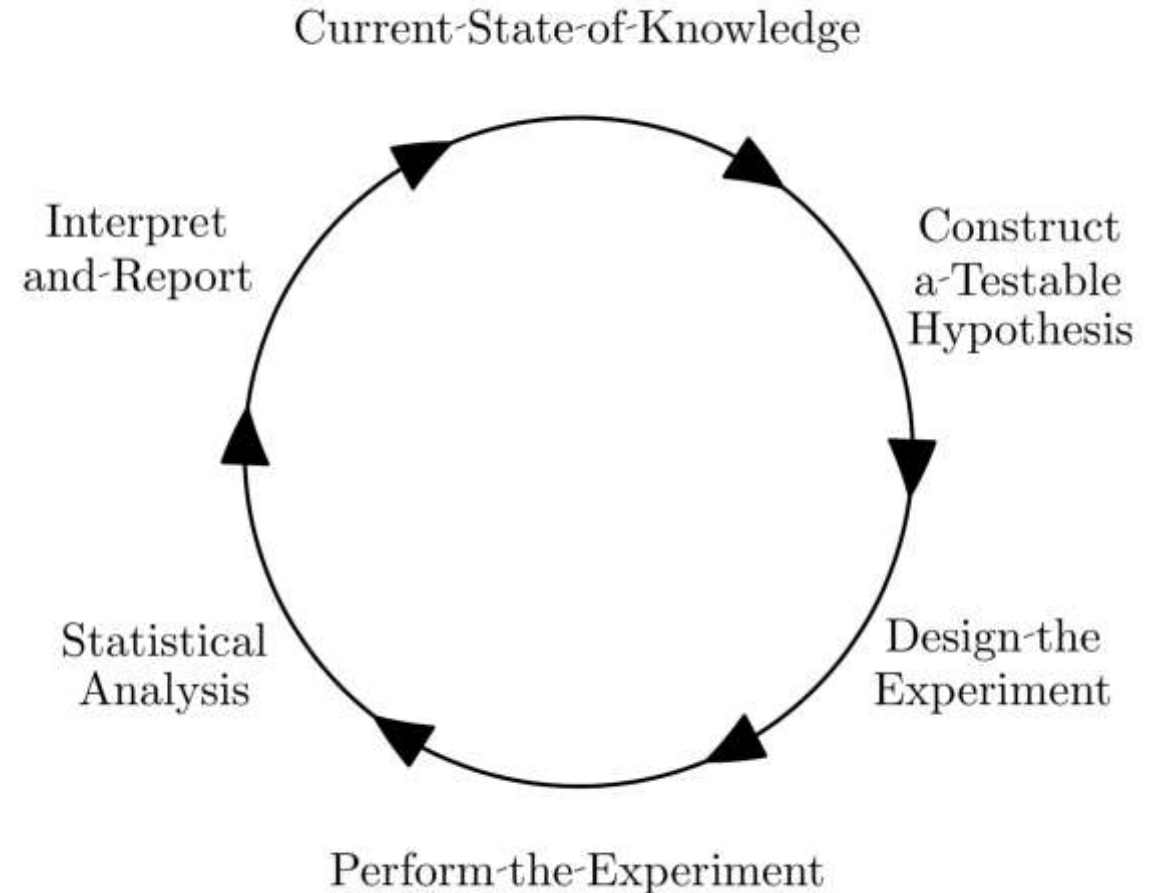 Current-State-of-Knowledge
Construct
a-Testable
Hypothesis
Design-the
Experiment
Perform-the-Experiment
Statistical
Analysis
Interpret
and-Report